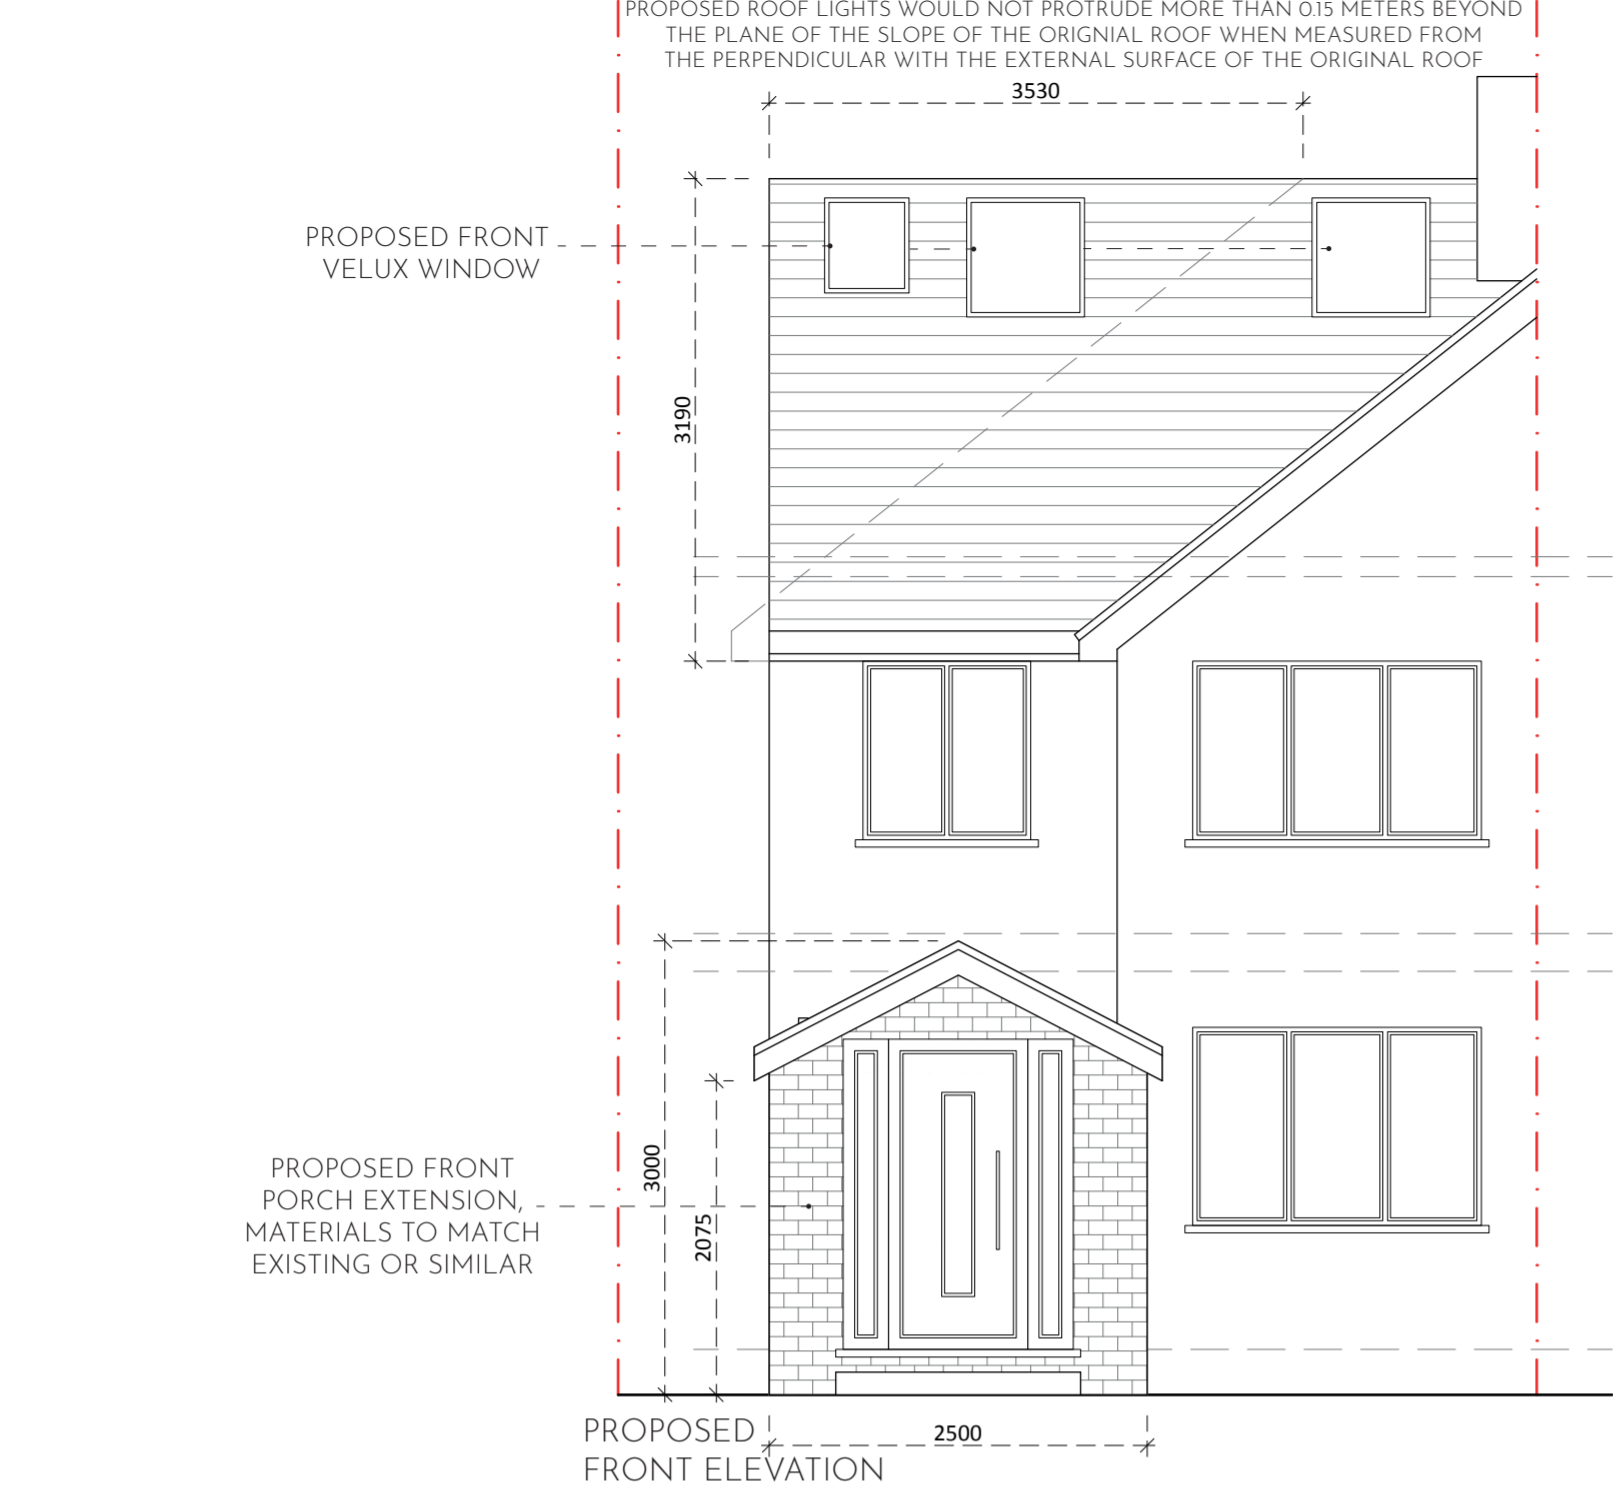 PROPOSED ROOF LIGHTS WOULD NOT PROTRUDE MORE THAN 0.15 METERS BEYOND
THE PLANE OF THE SLOPE OF THE ORIGNIAL ROOF WHEN MEASURED FROM
THE PERPENDICULAR WITH THE EXTERNAL SURFACE OF THE ORIGINAL ROOF
3530
PROPOSED FRONT
VELUX WINDOW
3190
PROPOSED FRONT
PORCH EXTENSION,
MATERIALS TO MATCH
EXISTING OR SIMILAR
3000
2075
2500
PROPOSED
FRONT ELEVATION